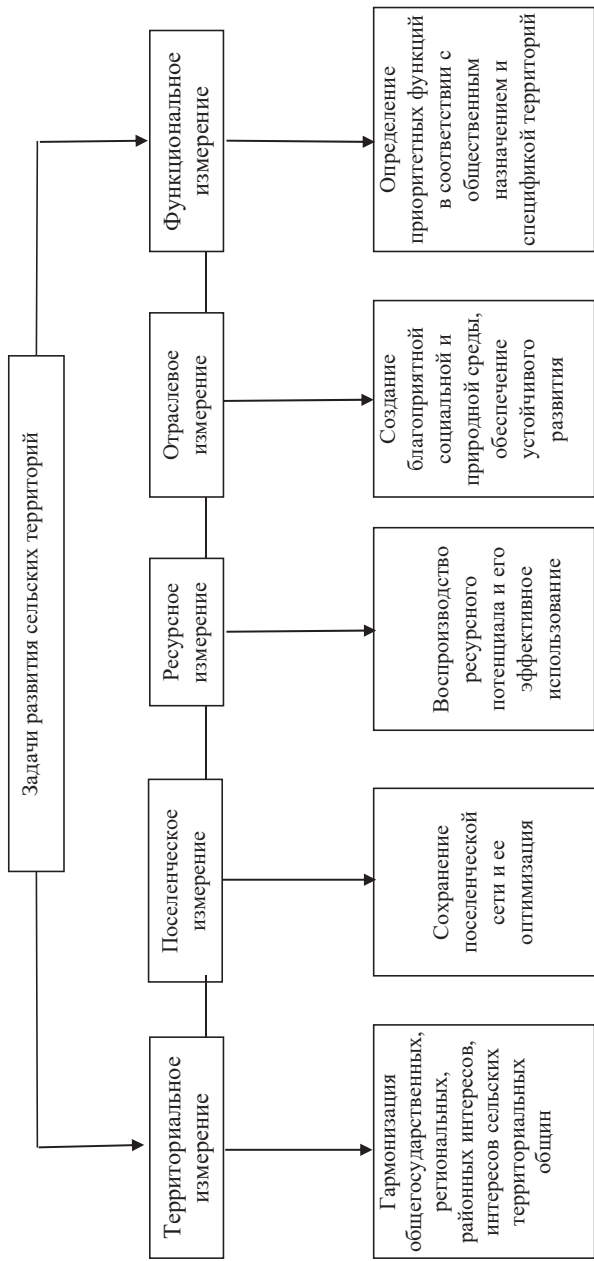 Задачи развития сельских территорий
Территориальное
измерение
Поселенческое
измерение
Ресурсное
измерение
Отраслевое
измерение
Функциональное
измерение
Гармонизация
общегосударственных,
региональных,
районных интересов,
интересов сельских
территориальных
общин
Сохранение
поселенческой
сети и ее
оптимизация
Воспроизводство
ресурсного
потенциала и его
эффективное
использование
Создание
благоприятной
социальной и
природной среды,
обеспечение
устойчивого
развития
Определение
приоритетных функций
в соответствии с
общественным
назначением и
спецификой территорий